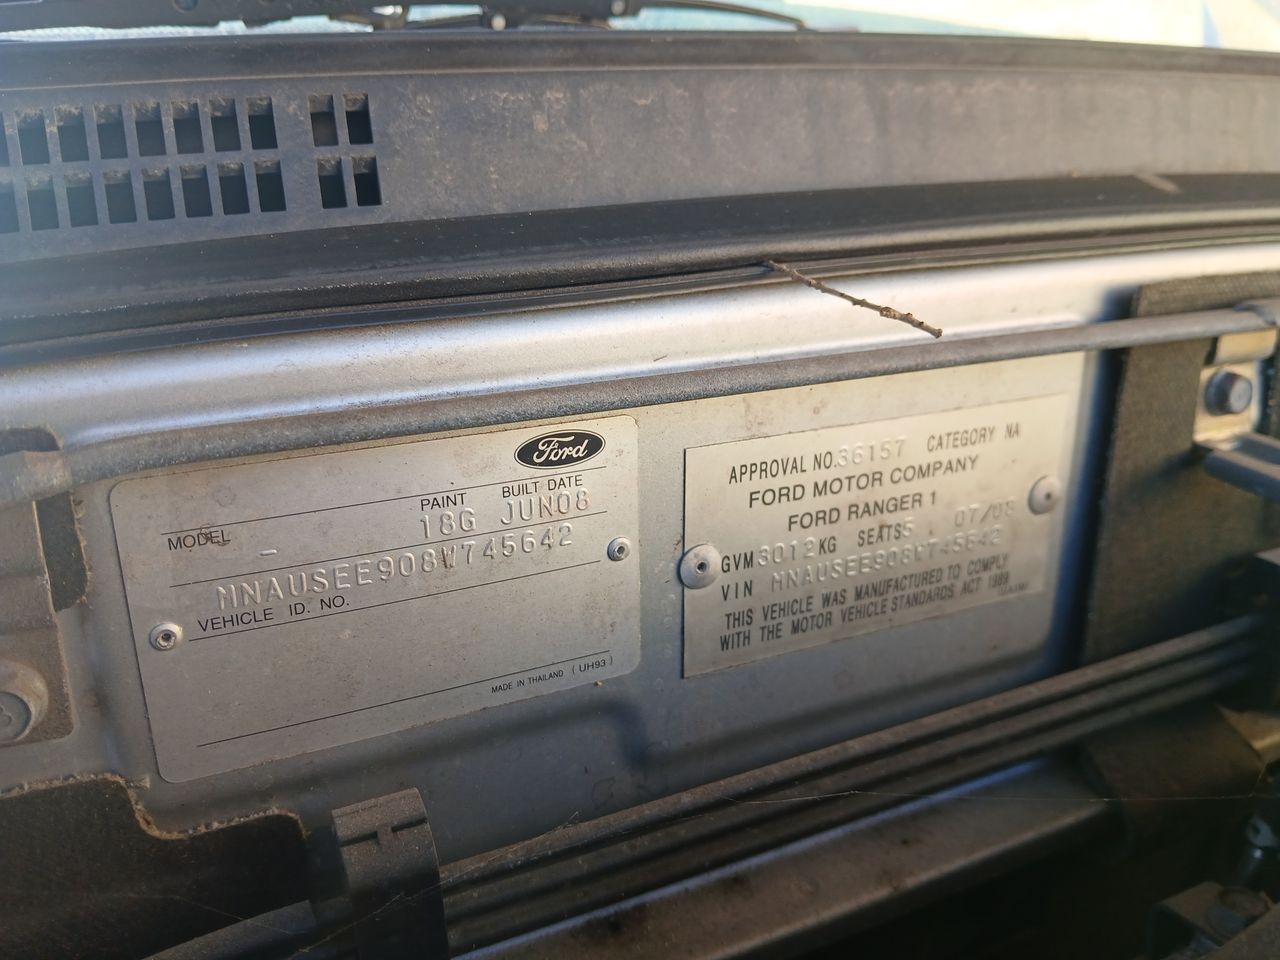 Ford
PAINT BUILT DATE
MODEL - 18G JUN08
MNAUSEE908W745642
VEHICLE ID. NO.
MADE IN THAILAND (UH93)
APPROVAL NO.36157 CATEGORY NA
FORD MOTOR COMPANY
FORD RANGER 1
GVM3012KG SEATS5 07/08
VIN MNAUSEE908W745642
THIS VEHICLE WAS MANUFACTURED TO COMPLY
WITH THE MOTOR VEHICLE STANDARDS ACT 1989